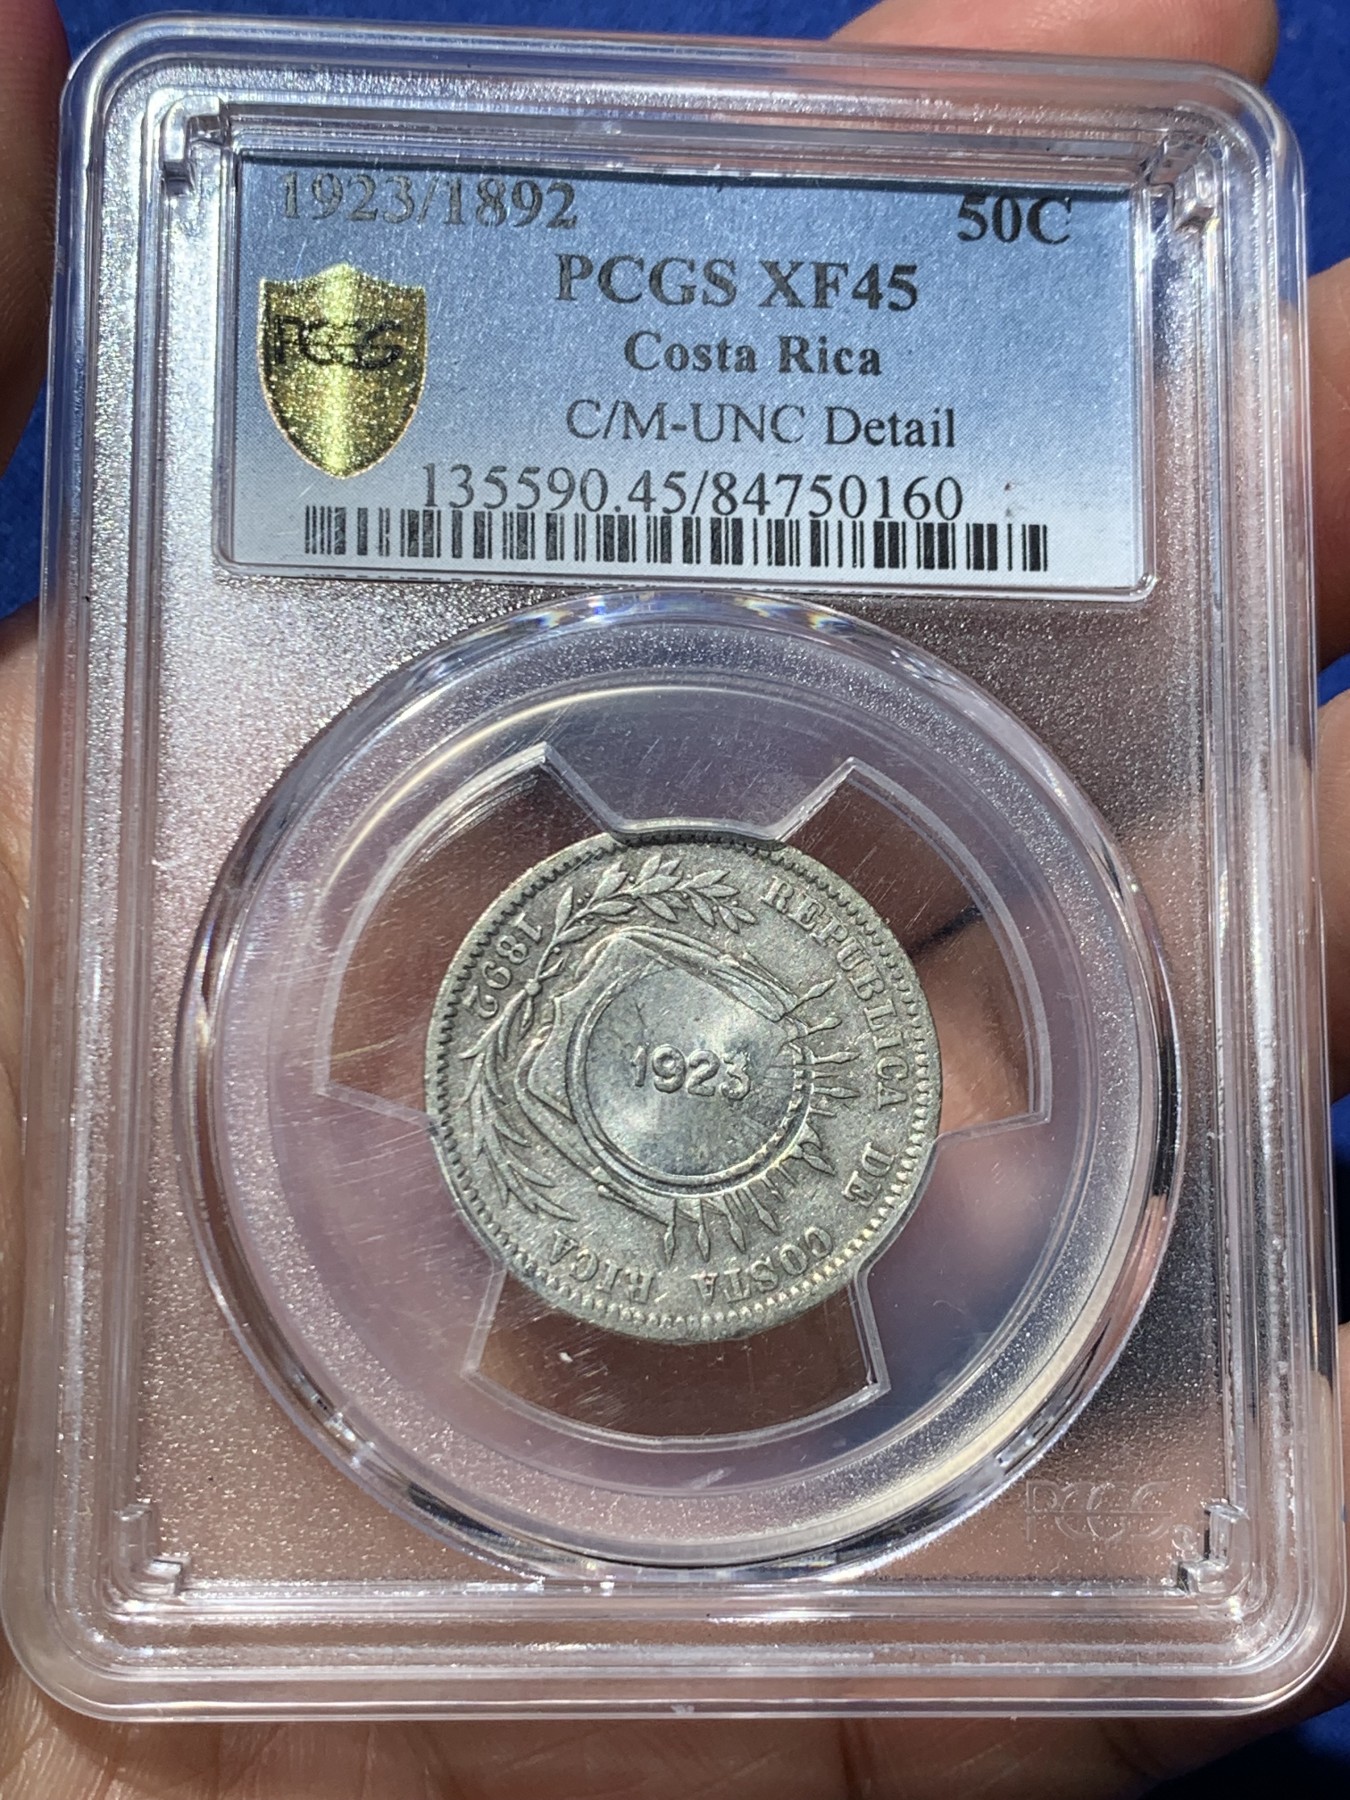 1923/1892 50C
PCGS XF45
PCGS
Costa Rica
C/M-UNC Detail
135590.45/84750160
REPUBLICA DE COSTA RICA
1892
1923
PCGS